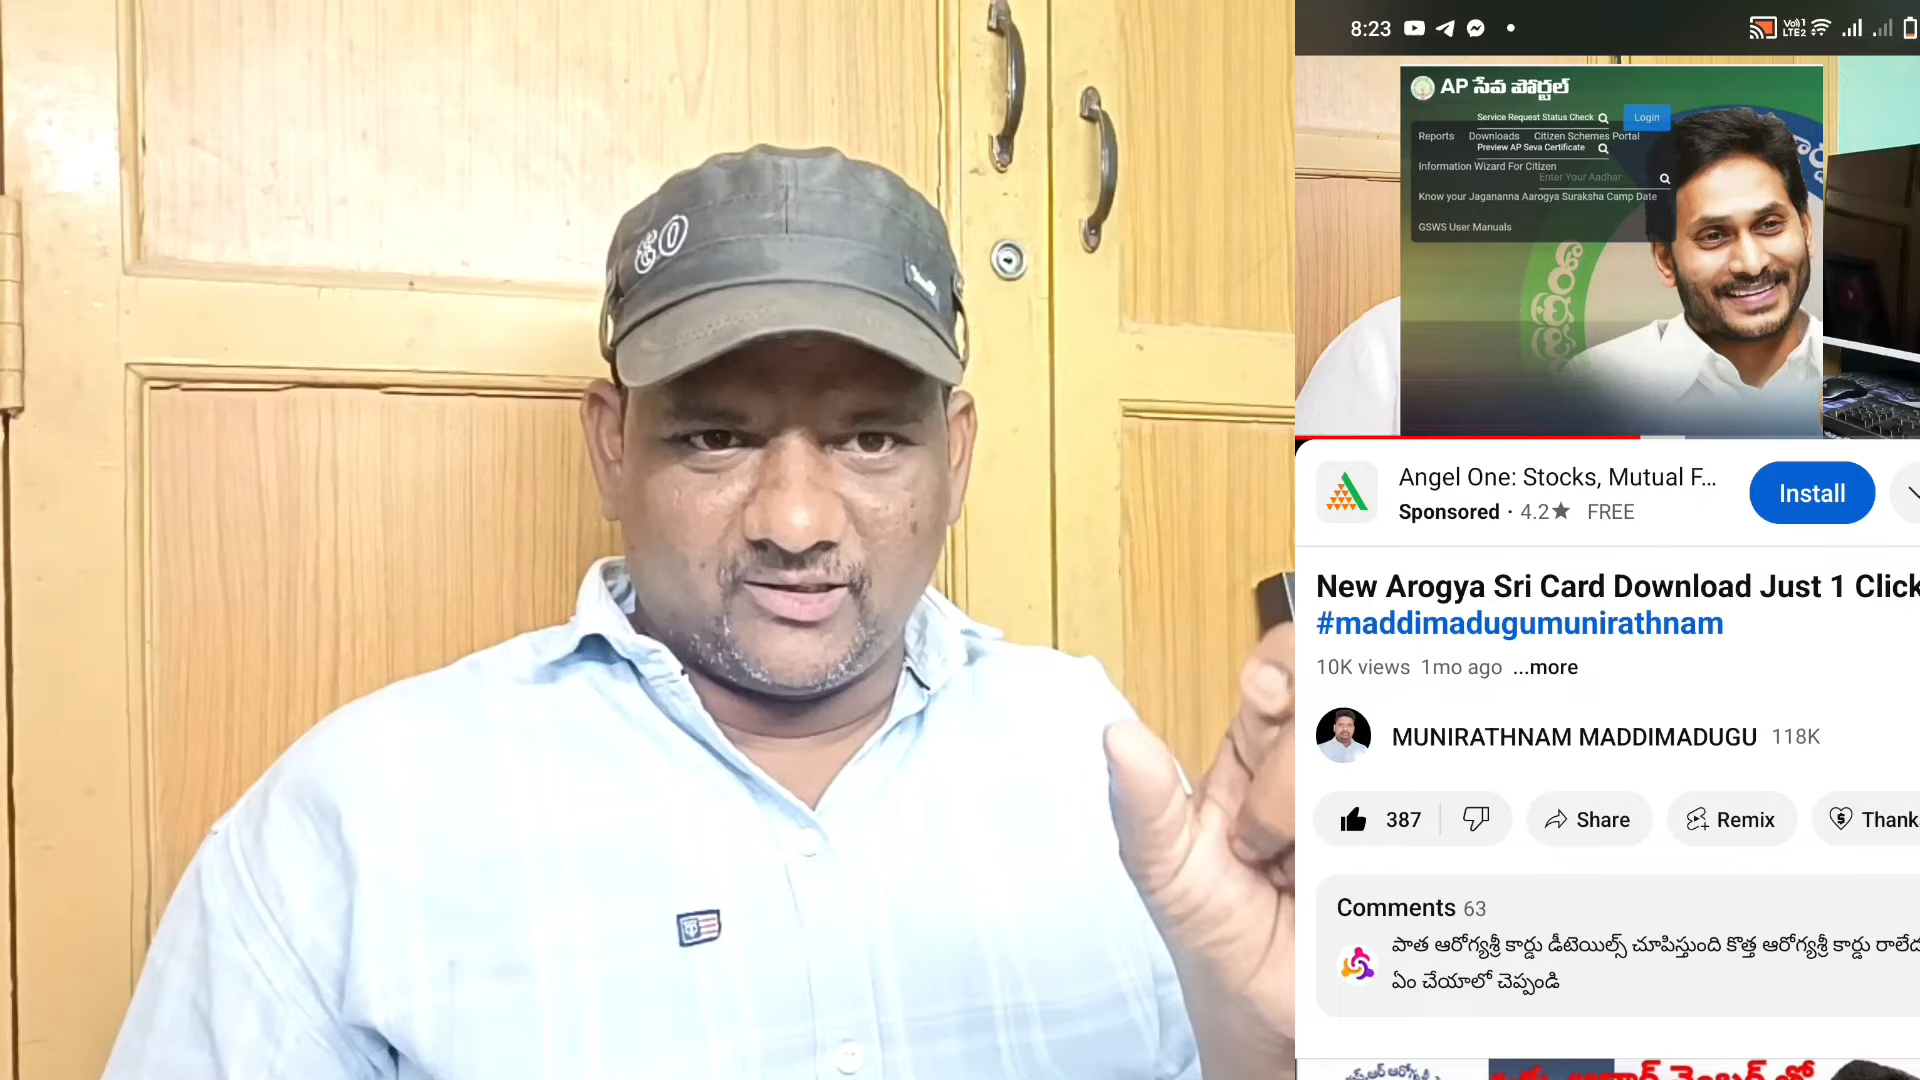 8:23
Vo)) 1
LTE2
AP సేవ పోర్టల్
Service Request Status Check
Login
Reports Downloads Citizen Schemes Portal
Preview AP Seva Certificate
Information Wizard For Citizen
Enter Your Aadhar
Know your Jagananna Aarogya Suraksha Camp Date
GSWS User Manuals
Angel One: Stocks, Mutual F...
Sponsored · 4.2★ FREE
Install
New Arogya Sri Card Download Just 1 Click
#maddimadugumunirathnam
10K views 1mo ago ...more
MUNIRATHNAM MADDIMADUGU 118K
387
Share
Remix
Thank
Comments 63
పాత ఆరోగ్యశ్రీ కార్డు డీటెయిల్స్ చూపిస్తుంది కొత్త ఆరోగ్యశ్రీ కార్డు రాలేద
ఏం చేయాలో చెప్పండి